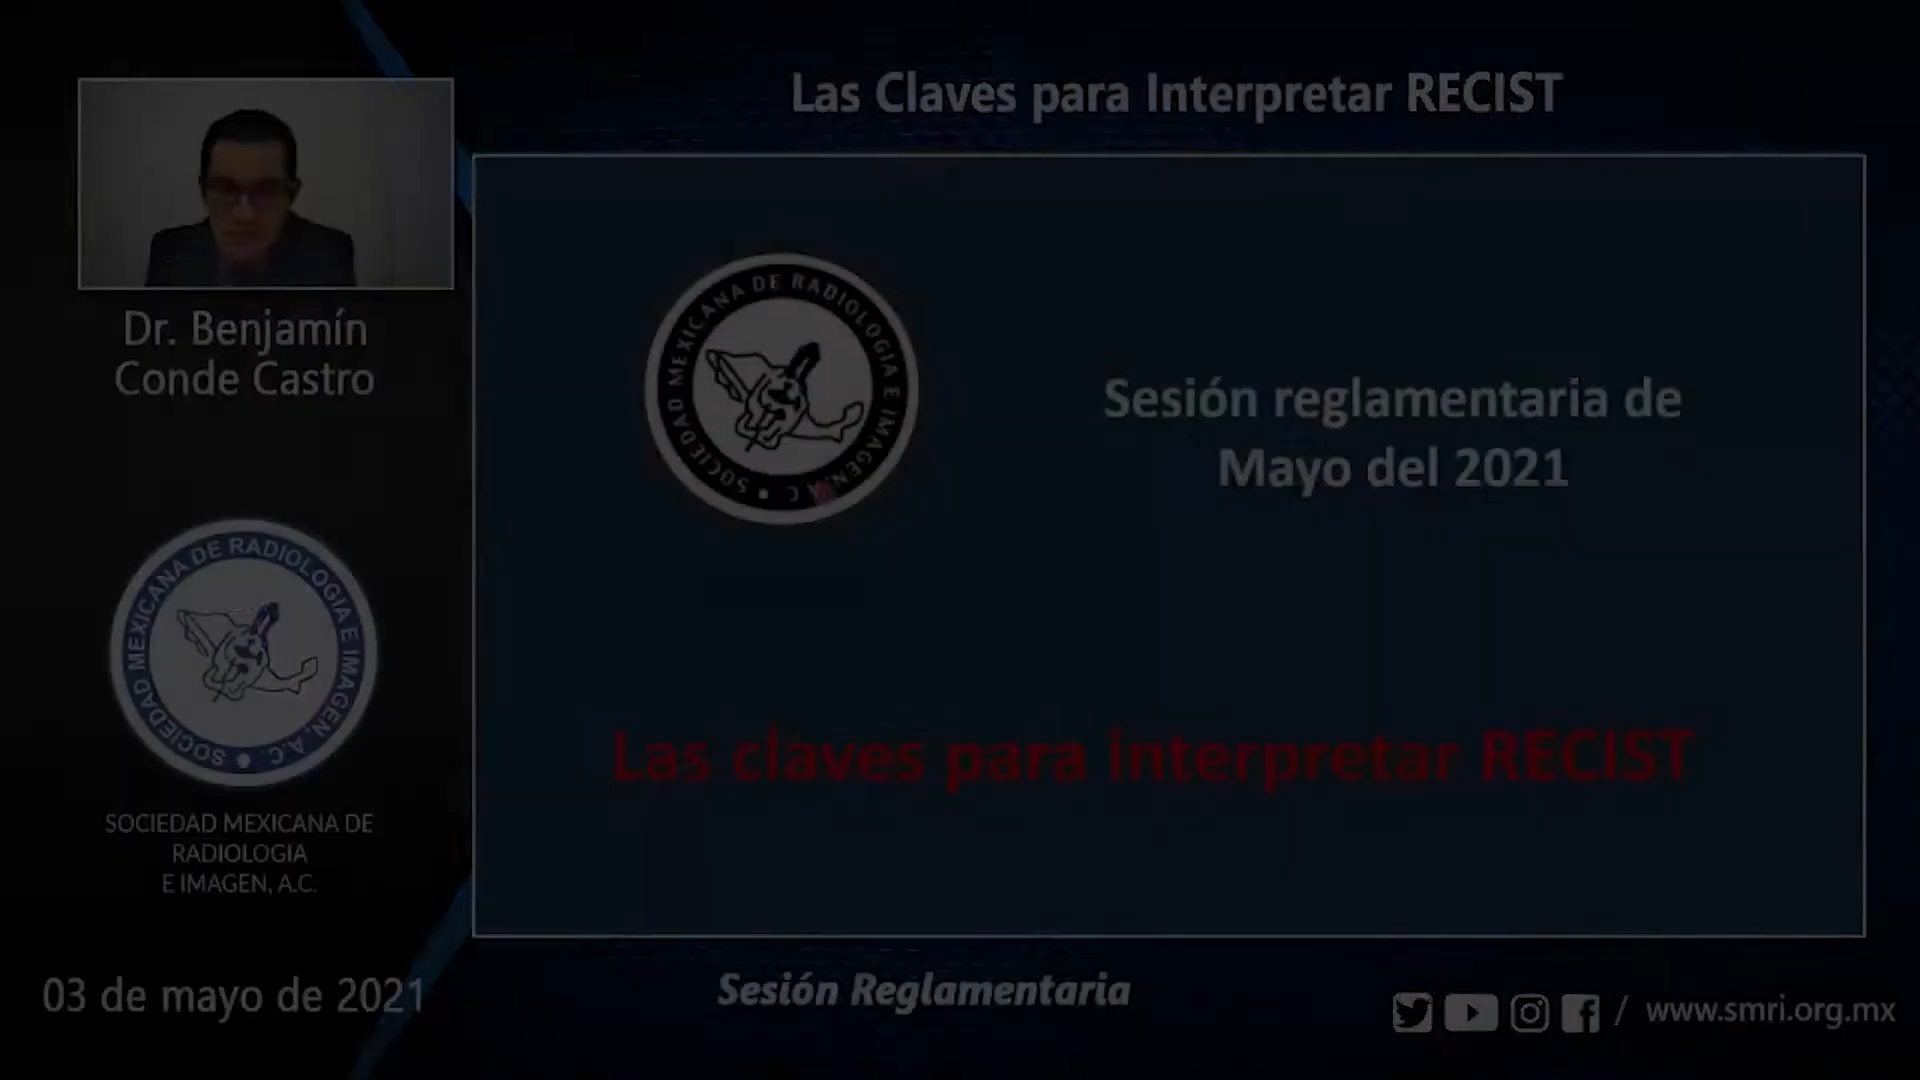 Las Claves para Interpretar RECIST
Dr. Benjamín
Conde Castro
SOCIEDAD MEXICANA DE RADIOLOGIA E IMAGEN, A.C.
SOCIEDAD MEXICANA DE
RADIOLOGIA
E IMAGEN, A.C.
03 de mayo de 2021
SOCIEDAD MEXICANA DE RADIOLOGIA E IMAGEN, A.C.
Sesión reglamentaria de
Mayo del 2021
Las claves para interpretar RECIST
Sesión Reglamentaria
/ www.smri.org.mx